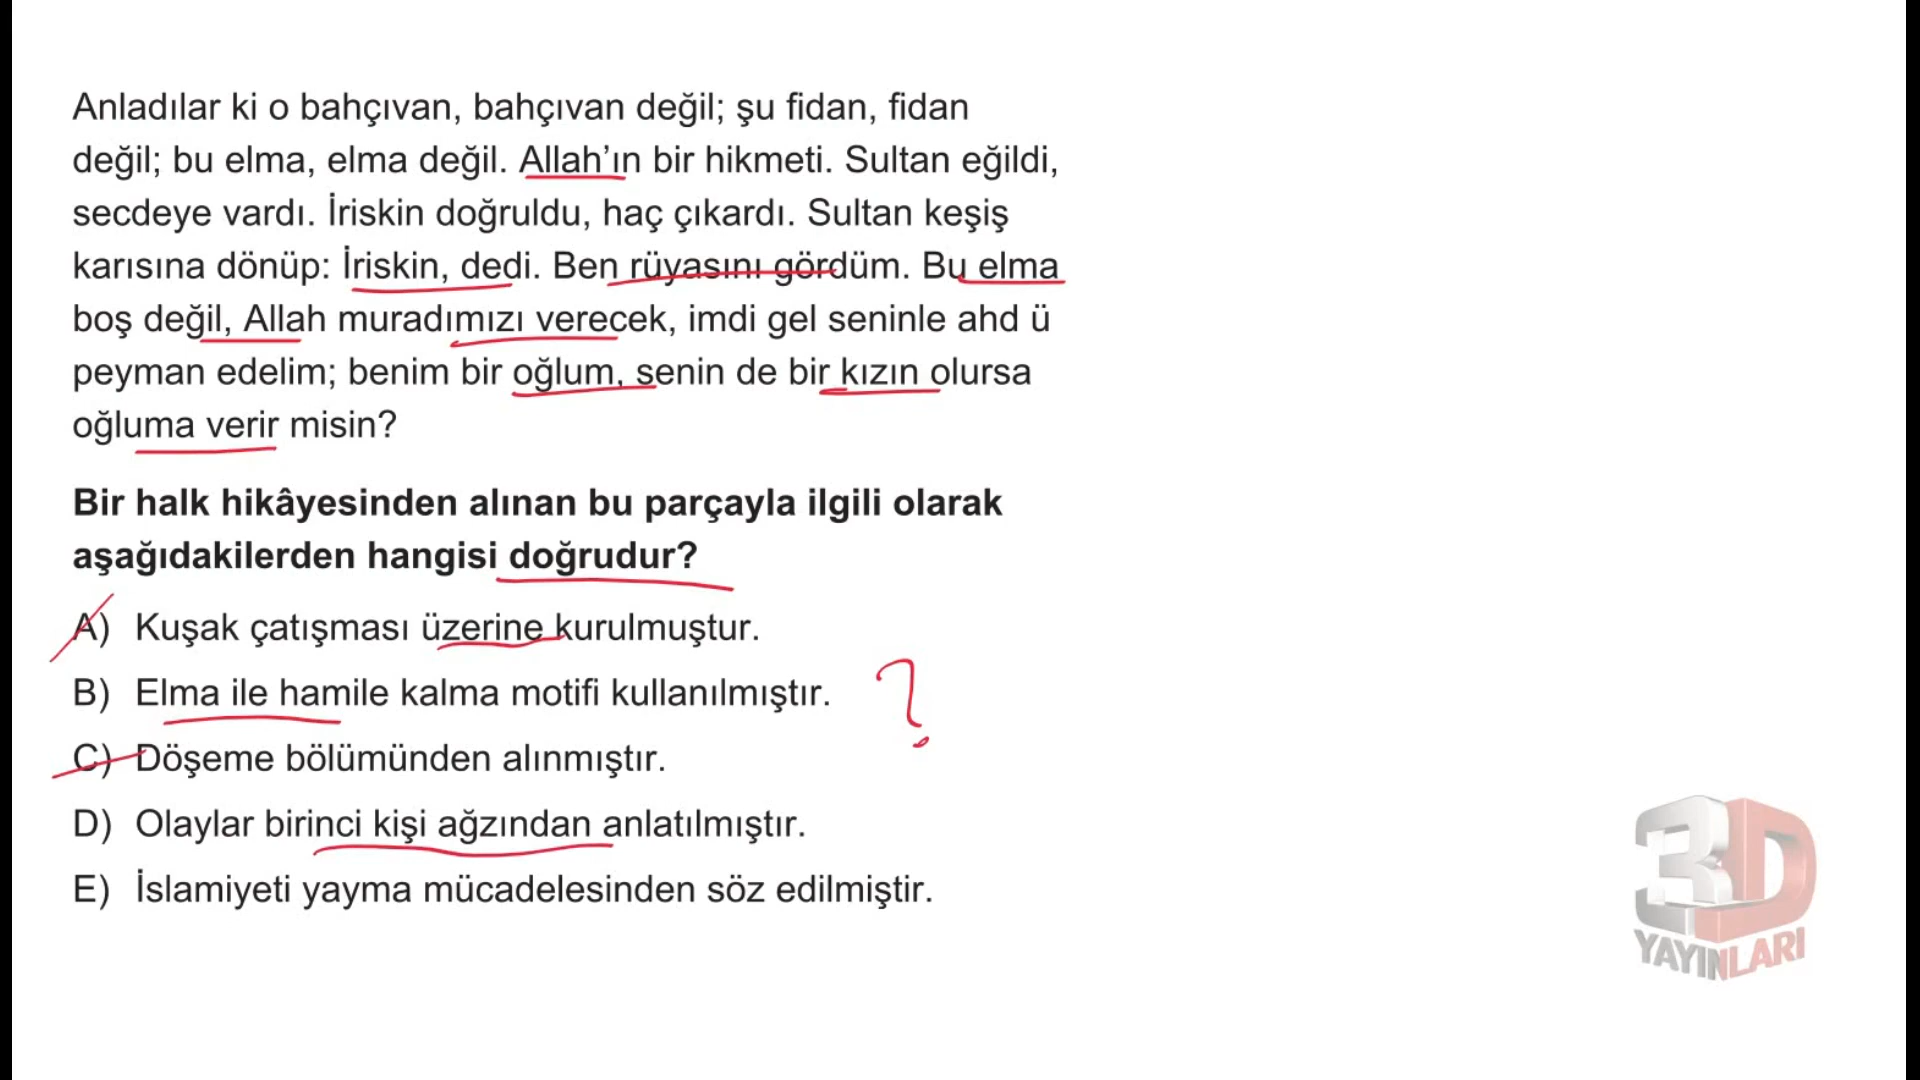 Anladılar ki o bahçıvan, bahçıvan değil; şu fidan, fidan
değil; bu elma, elma değil. Allah’ın bir hikmeti. Sultan eğildi,
secdeye vardı. İriskin doğruldu, haç çıkardı. Sultan keşiş
karısına dönüp: İriskin, dedi. Ben rüyasını gördüm. Bu elma
boş değil, Allah muradımızı verecek, imdi gel seninle ahd ü
peyman edelim; benim bir oğlum, senin de bir kızın olursa
oğluma verir misin?
Bir halk hikâyesinden alınan bu parçayla ilgili olarak
aşağıdakilerden hangisi doğrudur?
A) Kuşak çatışması üzerine kurulmuştur.
B) Elma ile hamile kalma motifi kullanılmıştır. ?
C) Döşeme bölümünden alınmıştır.
D) Olaylar birinci kişi ağzından anlatılmıştır.
E) İslamiyeti yayma mücadelesinden söz edilmiştir.
3D
YAYINLARI